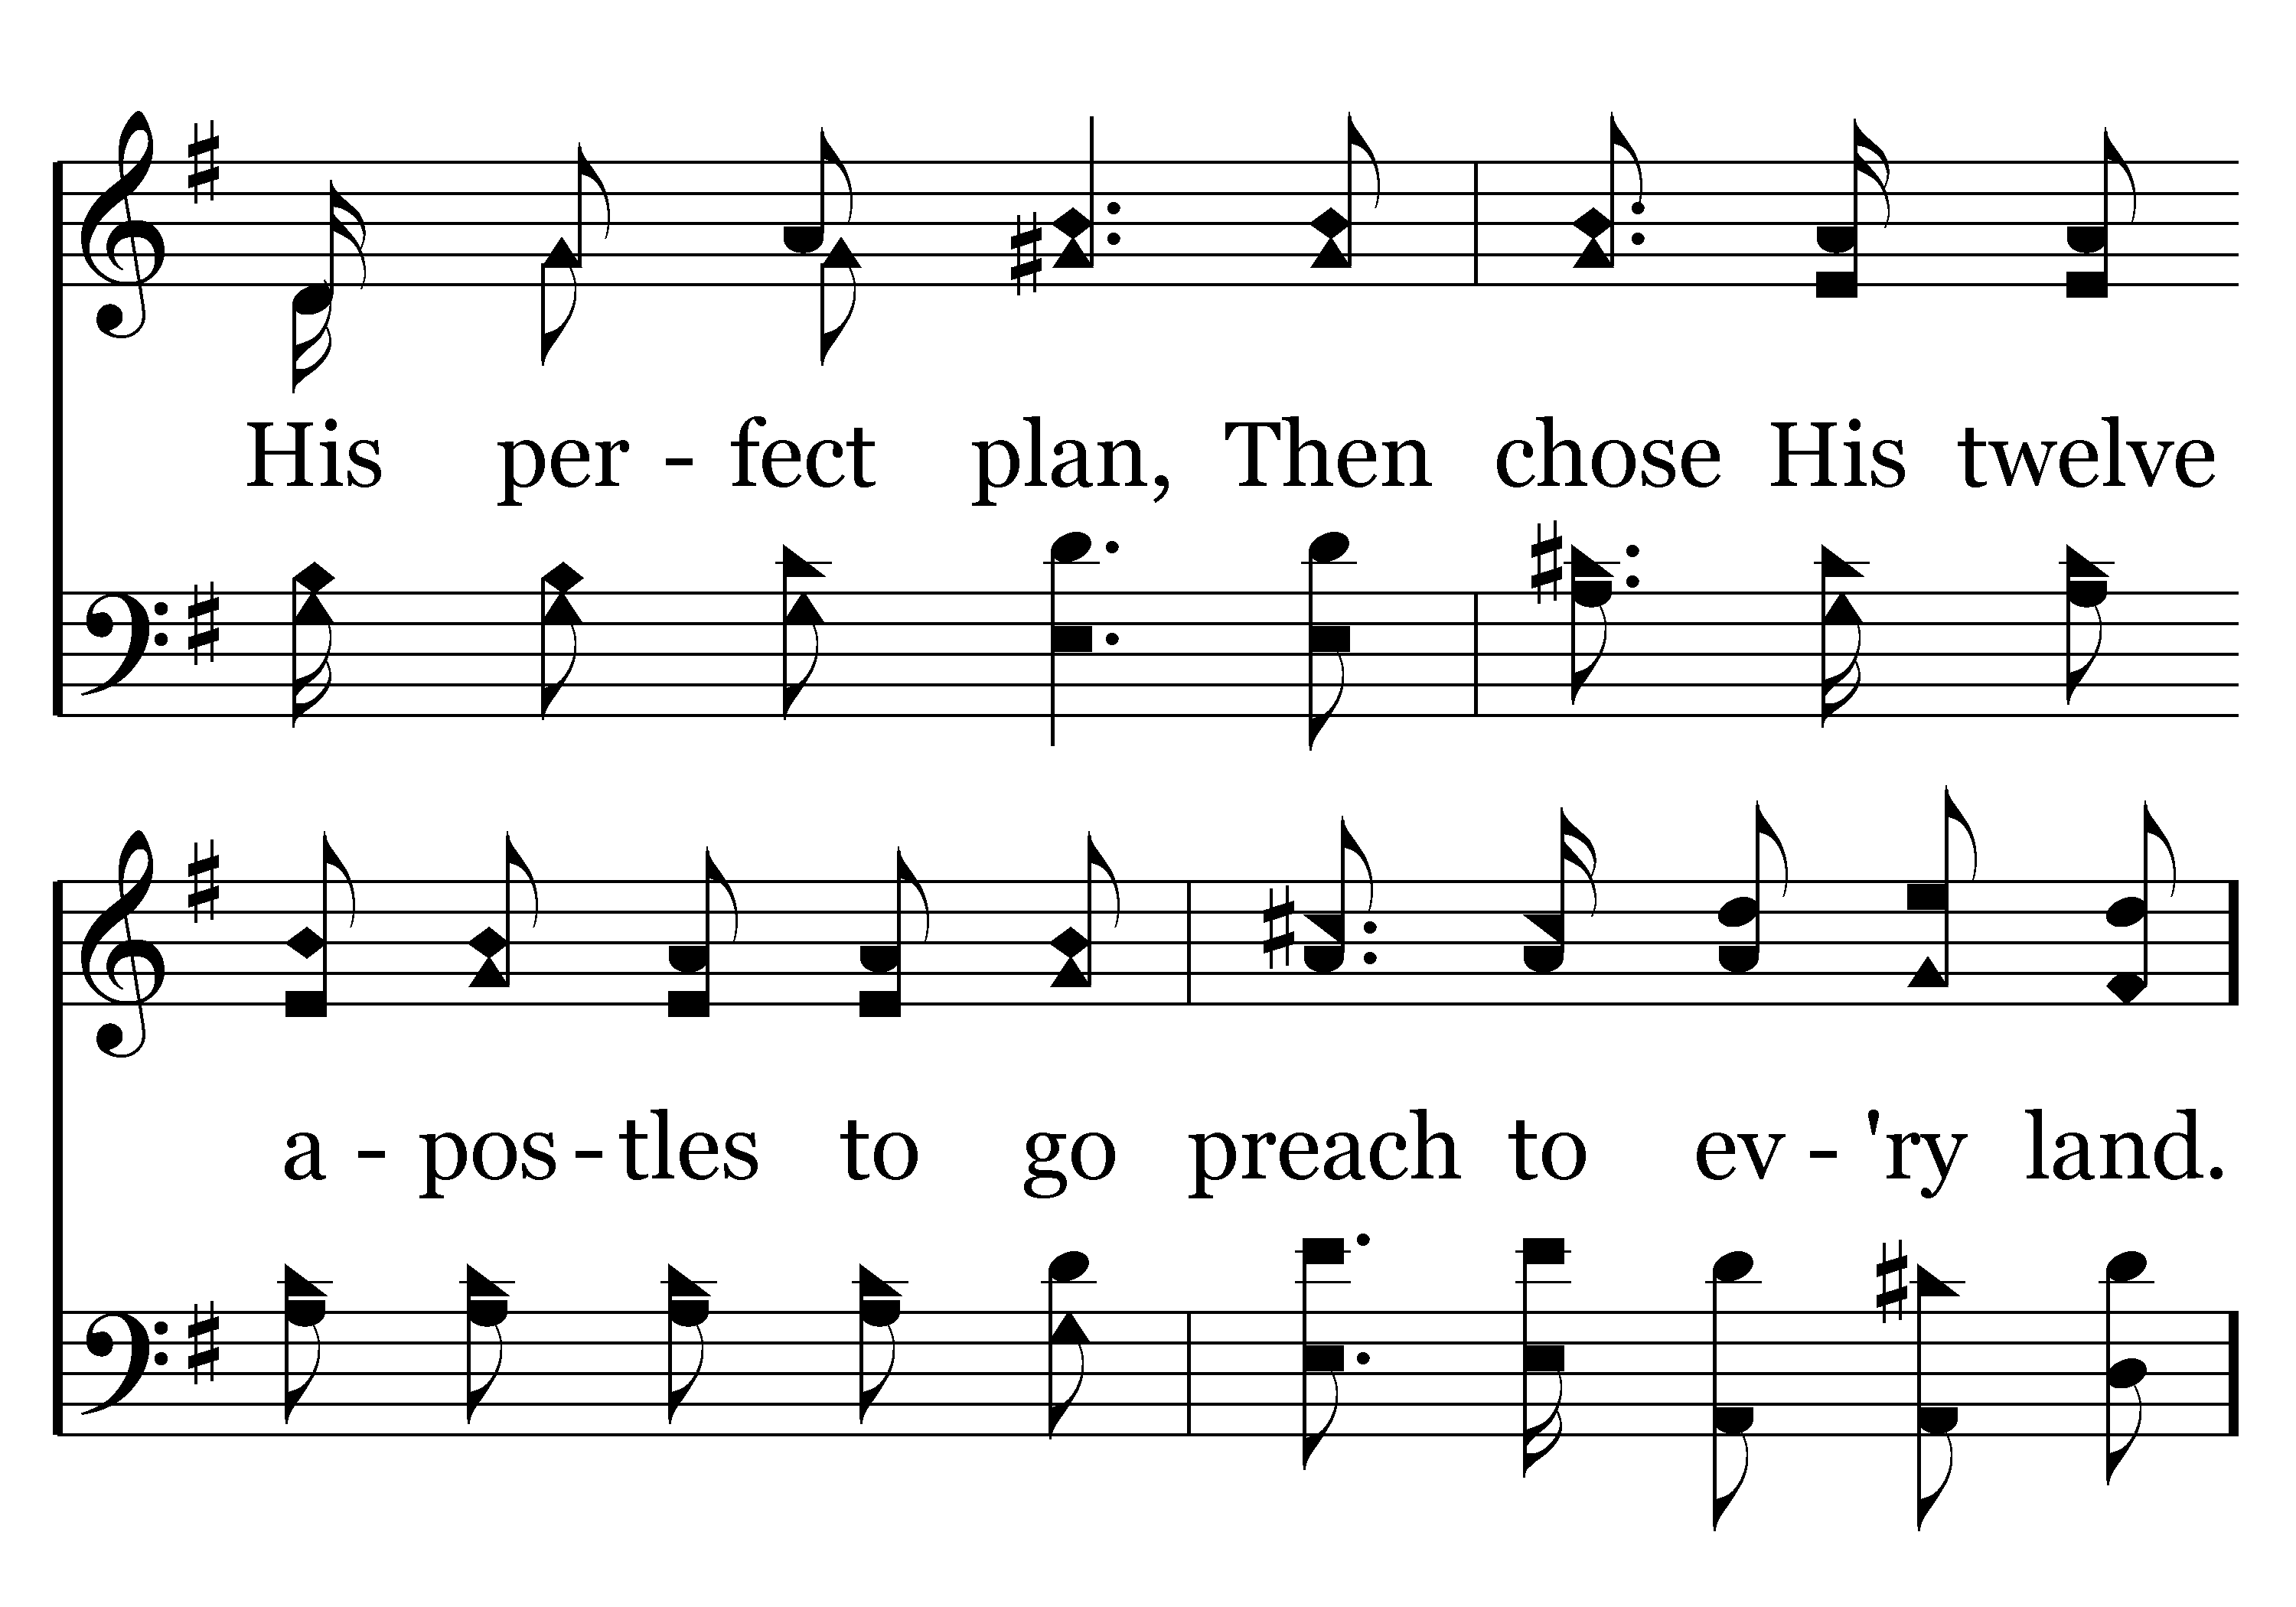 His per - fect plan, Then chose His twelve
a - pos - tles to go preach to ev - 'ry land.